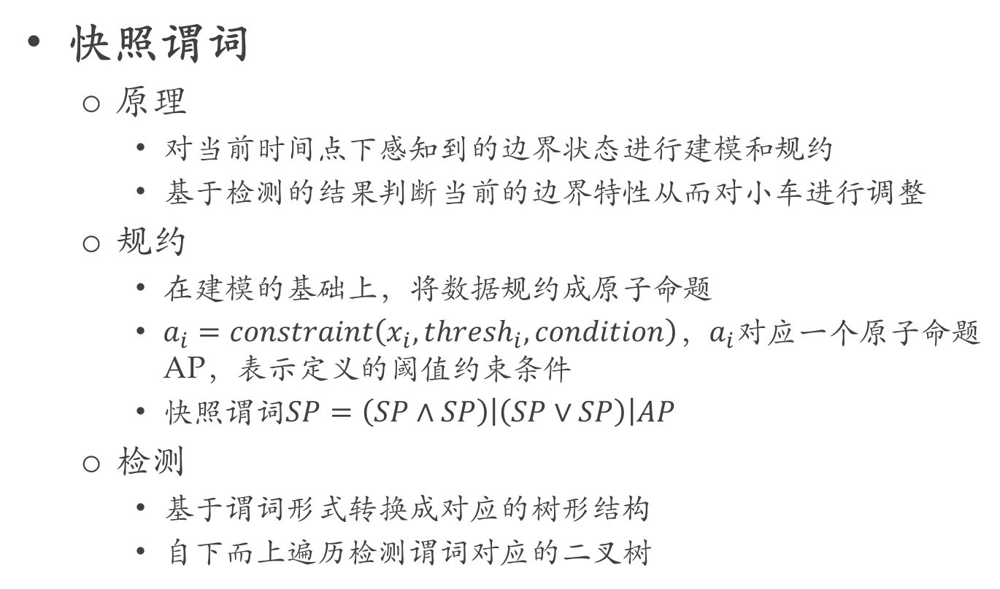 • 快照谓词
o 原理
• 对当前时间点下感知到的边界状态进行建模和规约
• 基于检测的结果判断当前的边界特性从而对小车进行调整
o 规约
• 在建模的基础上，将数据规约成原子命题
• aᵢ = constraint(xᵢ, threshᵢ, condition)，aᵢ对应一个原子命题
AP，表示定义的阈值约束条件
• 快照谓词SP = (SP ∧ SP)|(SP ∨ SP)|AP
o 检测
• 基于谓词形式转换成对应的树形结构
• 自下而上遍历检测谓词对应的二叉树